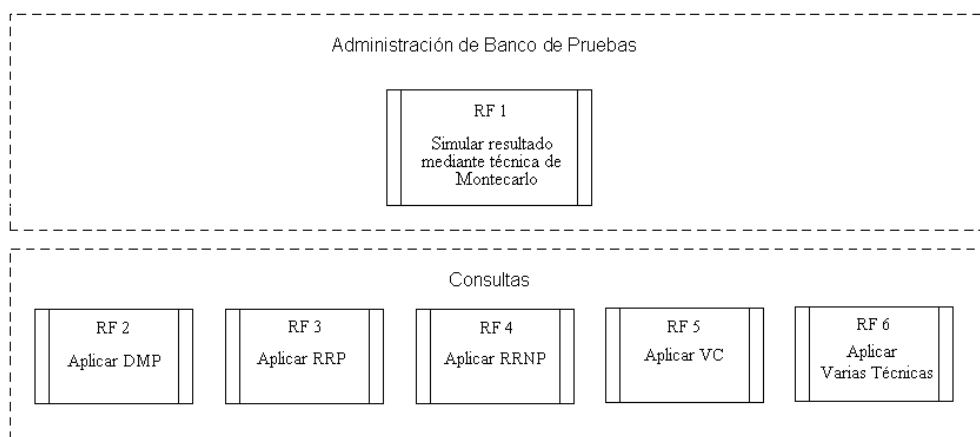 Administración de Banco de Pruebas
RF 1
Simular resultado
mediante técnica de
Montecarlo
Consultas
RF 2
Aplicar DMP
RF 3
Aplicar RRP
RF 4
Aplicar RRNP
RF 5
Aplicar VC
RF 6
Aplicar
Varias Técnicas